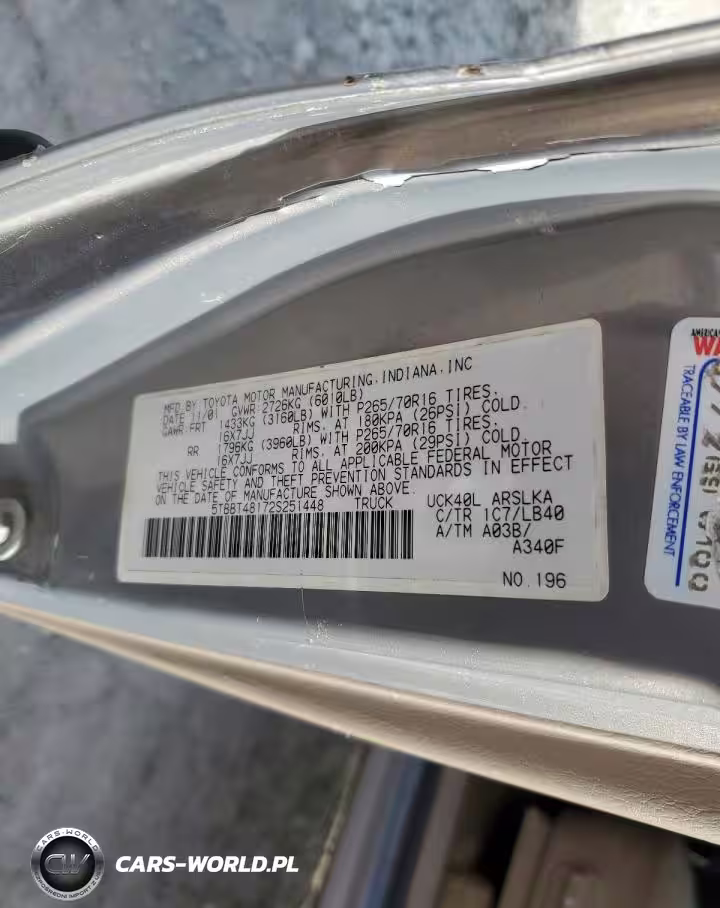 MFD BY TOYOTA MOTOR MANUFACTURING, INDIANA, INC
DATE 11/01 GVWR 2726KG (6010LB)
GAWR:FRT 1433KG (3160LB) WITH P265/70R16 TIRES.
16X7JJ RIMS. AT 180KPA (26PSI) COLD.
RR 1796KG (3960LB) WITH P265/70R16 TIRES.
16X7JJ RIMS. AT 200KPA (29PSI) COLD.
THIS VEHICLE CONFORMS TO ALL APPLICABLE FEDERAL MOTOR
VEHICLE SAFETY AND THEFT PREVENTION STANDARDS IN EFFECT
ON THE DATE OF MANUFACTURE SHOWN ABOVE.
5TBBT48172S251448 TRUCK
UCK40L ARSLKA
C/TR 1C7/LB40
A/TM A03B/
A340F
NO.196
TRACEABLE BY LAW ENFORCEMENT
CARS-WORLD
CW
CARS-WORLD.PL